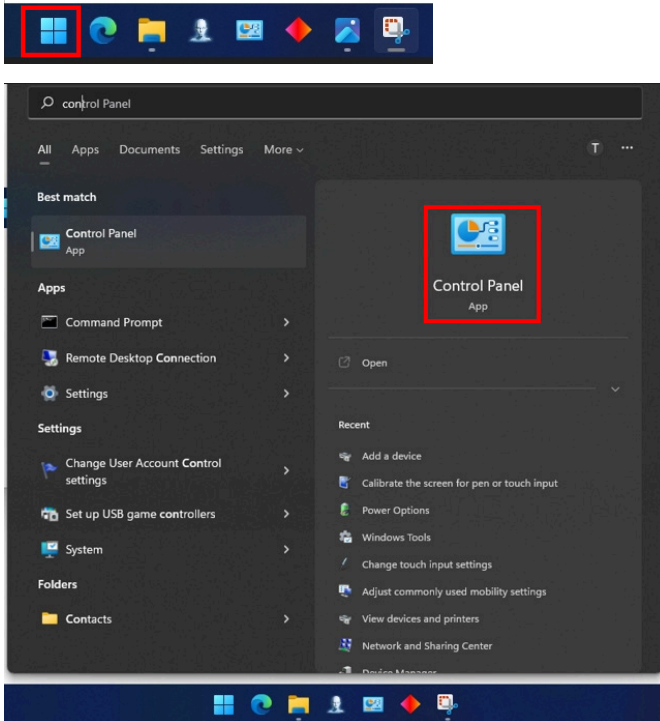 control Panel
All Apps Documents Settings More
T
Best match
Control Panel
App
Apps
Command Prompt
Remote Desktop Connection
Settings
Settings
Change User Account Control
settings
Set up USB game controllers
System
Folders
Contacts
Control Panel
App
Open
Recent
Add a device
Calibrate the screen for pen or touch input
Power Options
Windows Tools
Change touch input settings
Adjust commonly used mobility settings
View devices and printers
Network and Sharing Center
Device Manager